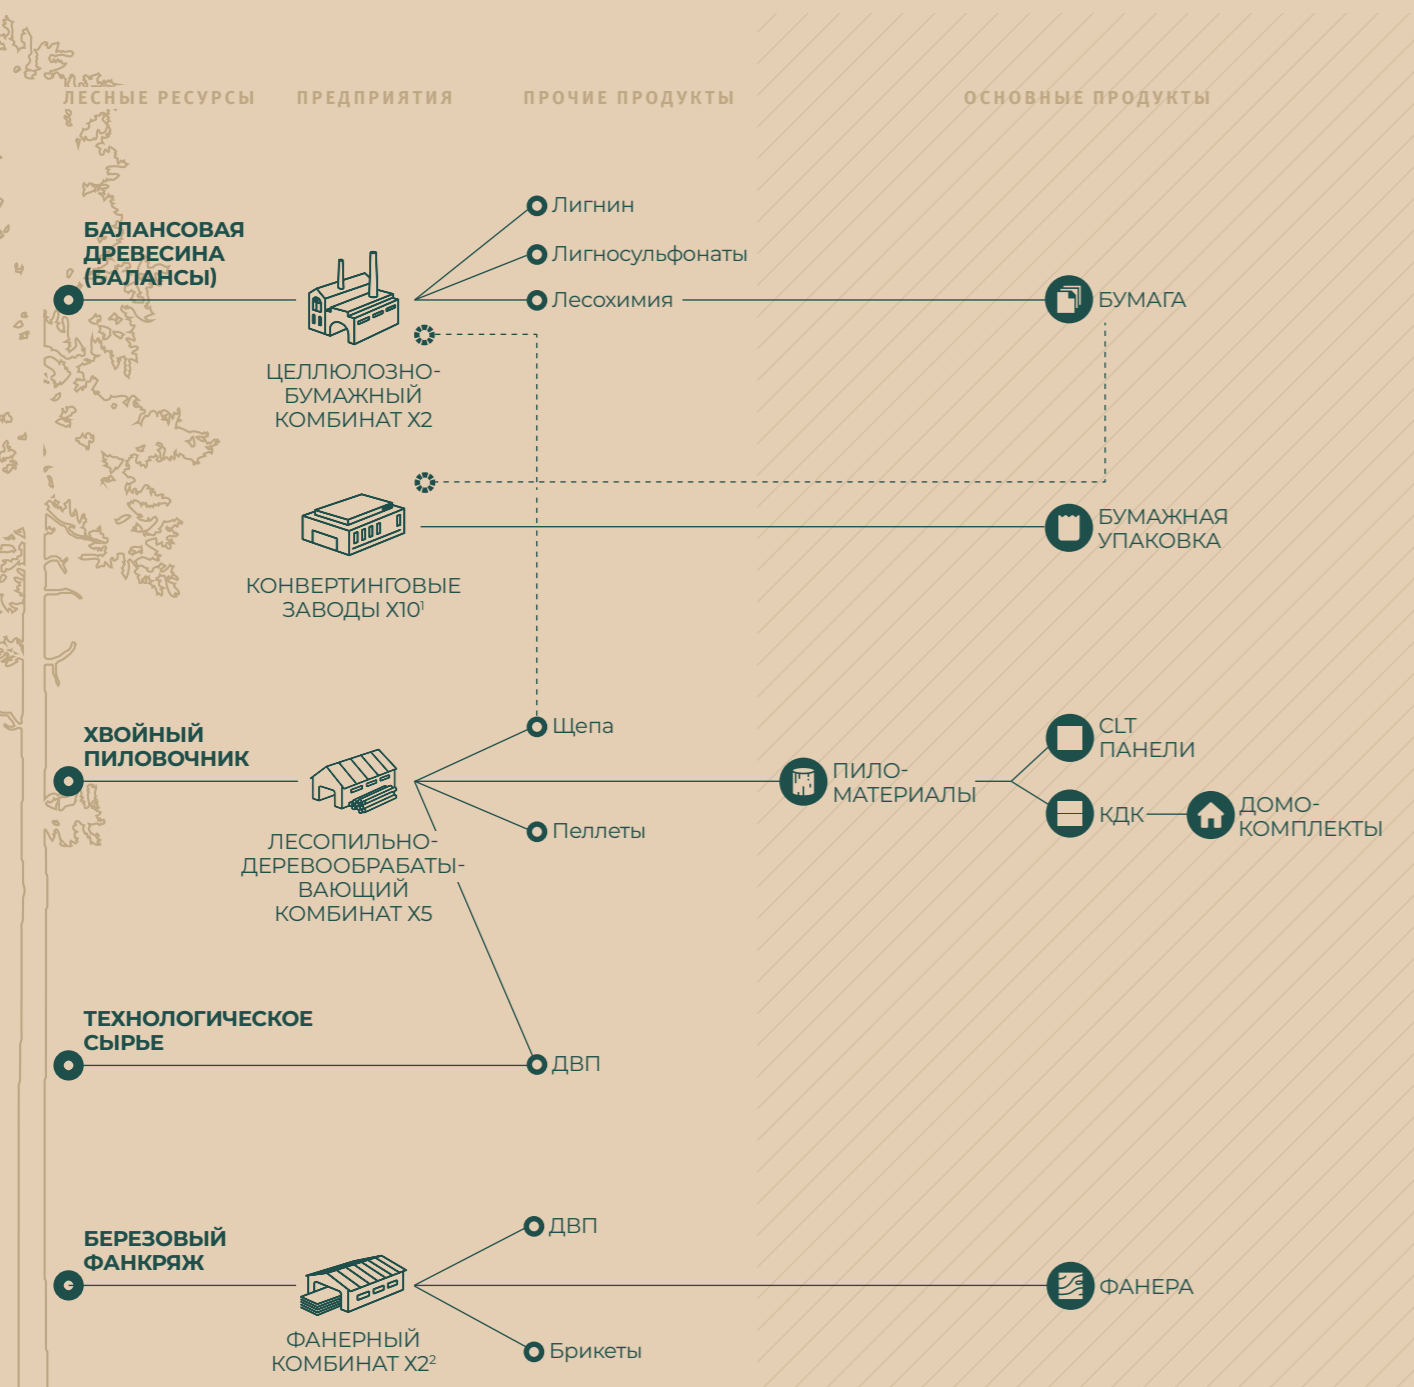 ЛЕСНЫЕ РЕСУРСЫ
ПРЕДПРИЯТИЯ
ПРОЧИЕ ПРОДУКТЫ
ОСНОВНЫЕ ПРОДУКТЫ
БАЛАНСОВАЯ
ДРЕВЕСИНА
(БАЛАНСЫ)
ЦЕЛЛЮЛОЗНО-
БУМАЖНЫЙ
КОМБИНАТ X2
Лигнин
Лигносульфонаты
Лесохимия
БУМАГА
КОНВЕРТИНГОВЫЕ
ЗАВОДЫ X10¹
БУМАЖНАЯ
УПАКОВКА
ХВОЙНЫЙ
ПИЛОВОЧНИК
ЛЕСОПИЛЬНО-
ДЕРЕВООБРАБАТЫ-
ВАЮЩИЙ
КОМБИНАТ X5
Щепа
Пеллеты
ПИЛО-
МАТЕРИАЛЫ
CLT
ПАНЕЛИ
КДК
ДОМО-
КОМПЛЕКТЫ
ТЕХНОЛОГИЧЕСКОЕ
СЫРЬЕ
ДВП
БЕРЕЗОВЫЙ
ФАНКРЯЖ
ФАНЕРНЫЙ
КОМБИНАТ X2²
ДВП
Брикеты
ФАНЕРА